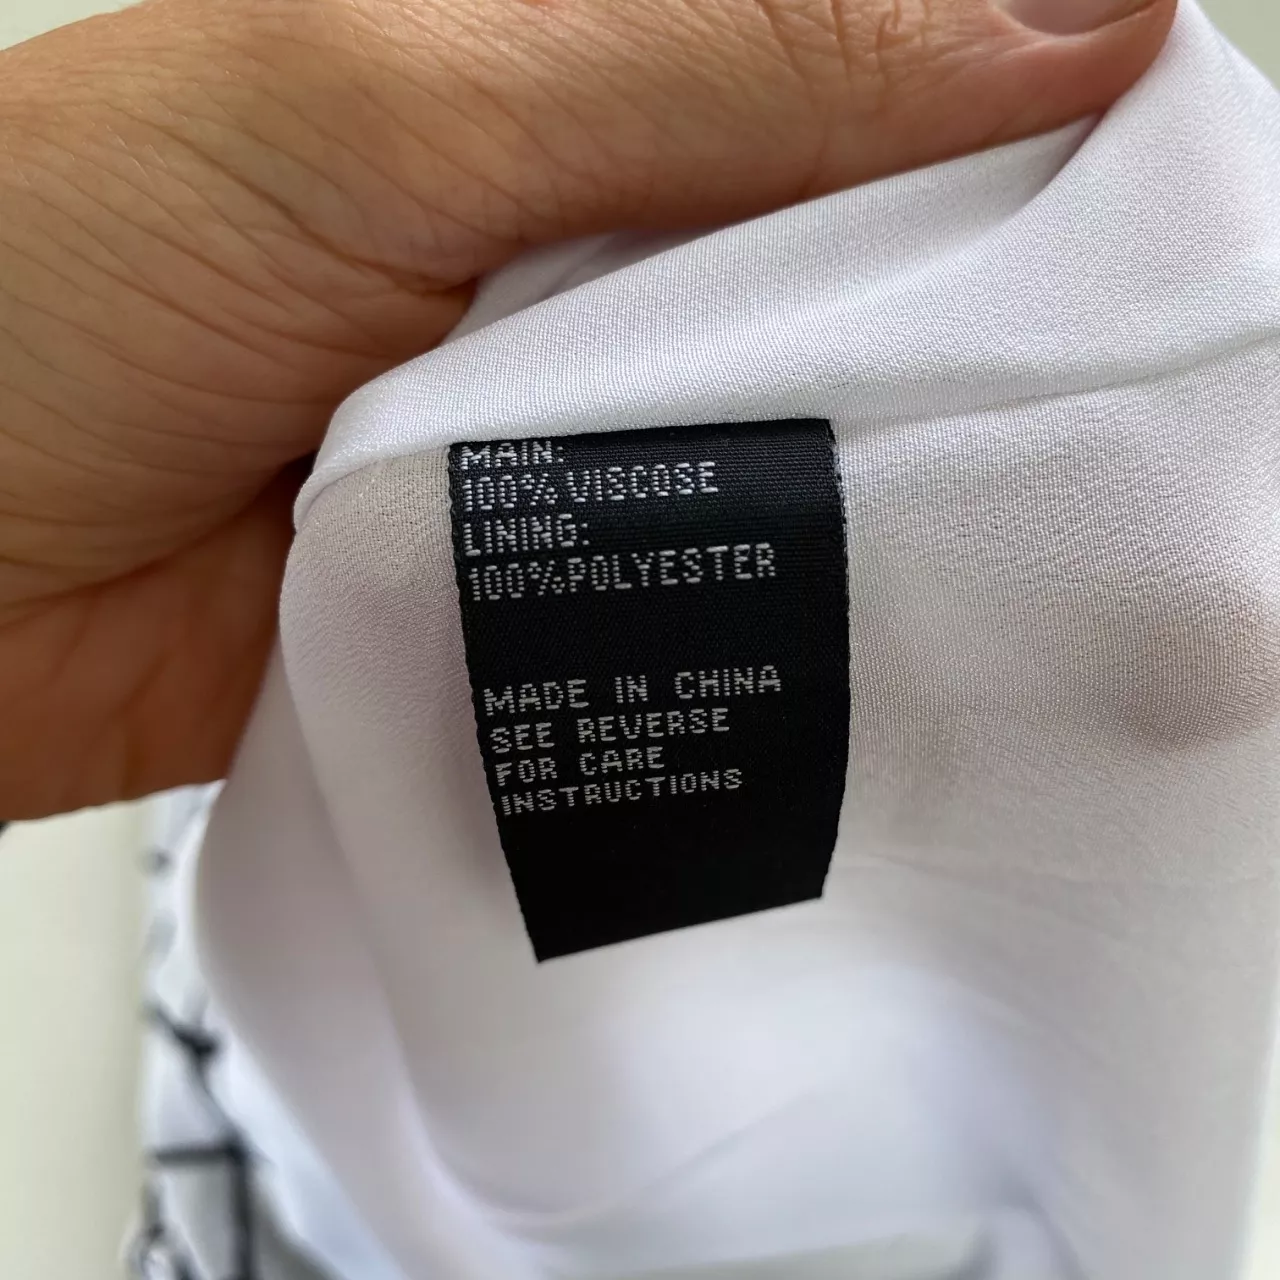 MAIN:
100% VISCOSE
LINING:
100%POLYESTER
MADE IN CHINA
SEE REVERSE
FOR CARE
INSTRUCTIONS